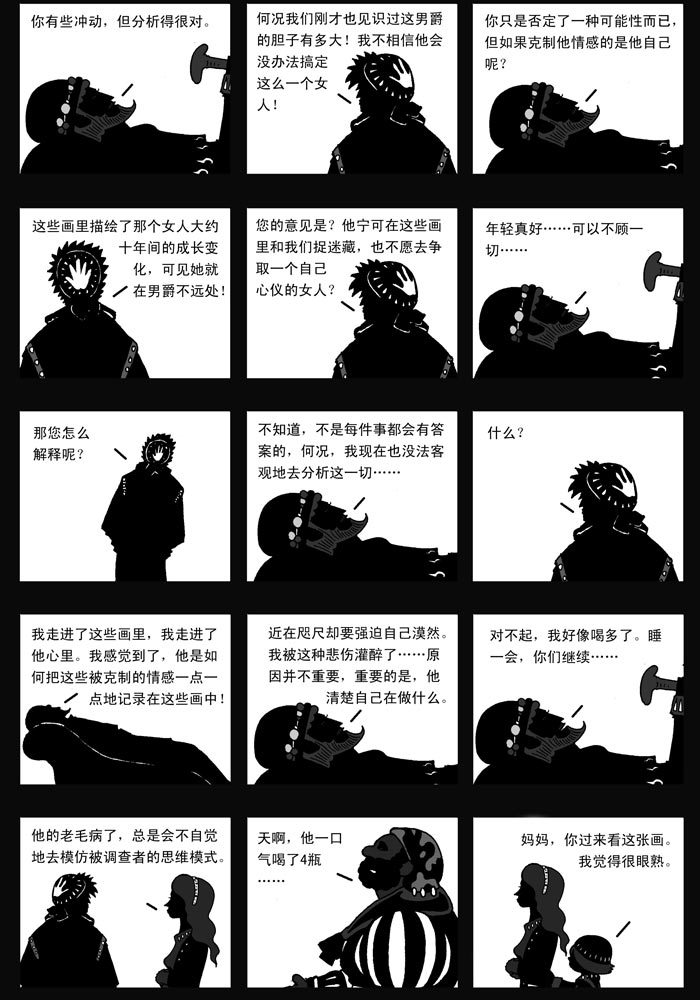 你有些冲动，但分析得很对。
何况我们刚才也见识过这男爵
的胆子有多大！我不相信他会
没办法搞定
这么一个女
人！
你只是否定了一种可能性而已，
但如果克制他情感的是他自己
呢？
这些画里描绘了那个女人大约
十年间的成长变
化，可见她就
在男爵不远处！
您的意见是？他宁可在这些画
里和我们捉迷藏，也不愿去争
取一个自己
心仪的女人？
年轻真好……可以不顾一
切……
那您怎么
解释呢？
不知道，不是每件事都会有答
案的，何况，我现在也没法客
观地去分析这一切……
什么？
我走进了这些画里，我走进了
他心里。我感觉到了，他是如
何把这些被克制的情感一点一
点地记录在这些画中！
近在咫尺却要强迫自己漠然。
我被这种悲伤灌醉了……原
因并不重要，重要的是，他
清楚自己在做什么。
对不起，我好像喝多了。睡
一会，你们继续……
他的老毛病了，总是会不自觉
地去模仿被调查者的思维模式。
天啊，他一口
气喝了4瓶
……
妈妈，你过来看这张画。
我觉得很眼熟。